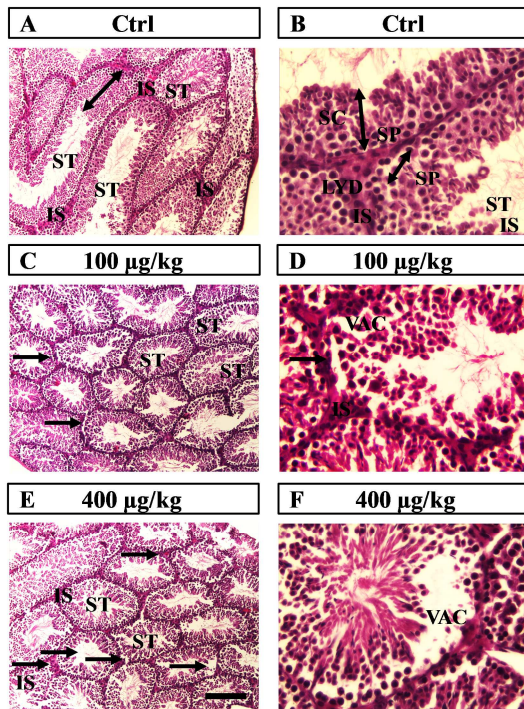 A Ctrl
B Ctrl
IS
ST
ST
ST
IS
IS
SC
SP
SP
LYD
IS
ST
IS
C 100 µg/kg
D 100 µg/kg
ST
ST
ST
VAC
IS
E 400 µg/kg
F 400 µg/kg
IS
ST
ST
IS
VAC